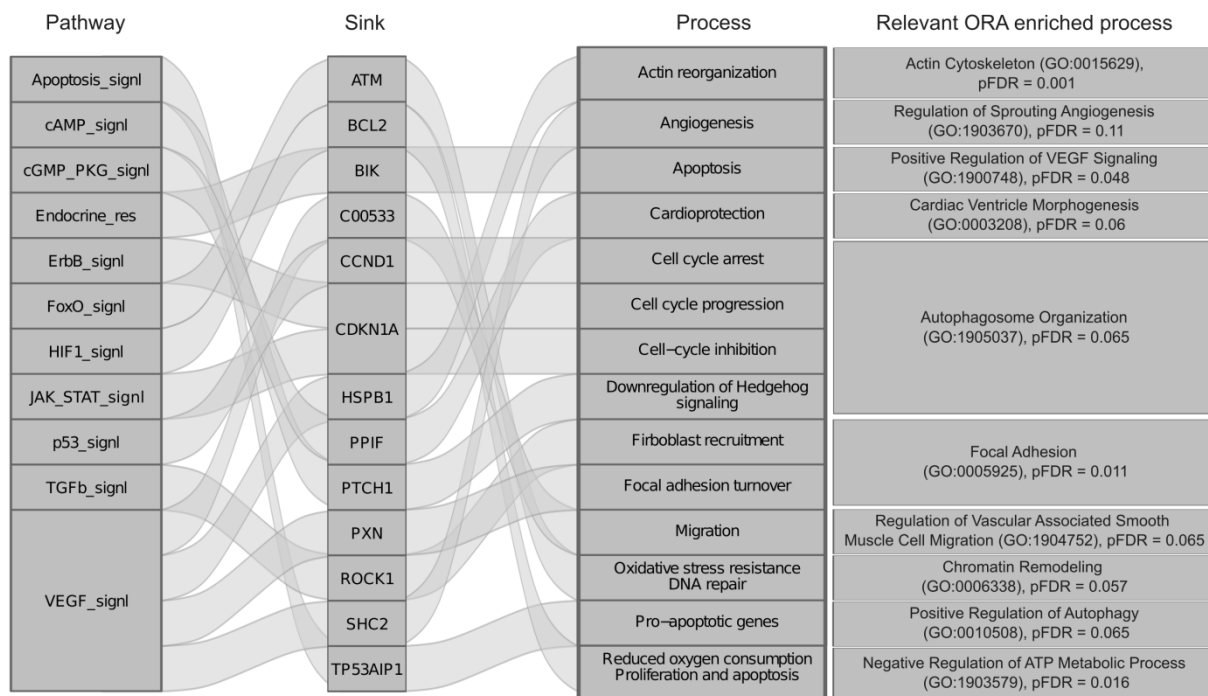 Pathway
Sink
Process
Relevant ORA enriched process
Apoptosis_signl
cAMP_signl
cGMP_PKG_signl
Endocrine_res
ErbB_signl
FoxO_signl
HIF1_signl
JAK_STAT_signl
p53_signl
TGFb_signl
VEGF_signl
ATM
BCL2
BIK
C00533
CCND1
CDKN1A
HSPB1
PPIF
PTCH1
PXN
ROCK1
SHC2
TP53AIP1
Actin reorganization
Angiogenesis
Apoptosis
Cardioprotection
Cell cycle arrest
Cell cycle progression
Cell−cycle inhibition
Downregulation of Hedgehog
signaling
Firboblast recruitment
Focal adhesion turnover
Migration
Oxidative stress resistance
DNA repair
Pro−apoptotic genes
Reduced oxygen consumption
Proliferation and apoptosis
Actin Cytoskeleton (GO:0015629),
pFDR = 0.001
Regulation of Sprouting Angiogenesis
(GO:1903670), pFDR = 0.11
Positive Regulation of VEGF Signaling
(GO:1900748), pFDR = 0.048
Cardiac Ventricle Morphogenesis
(GO:0003208), pFDR = 0.06
Autophagosome Organization
(GO:1905037), pFDR = 0.065
Focal Adhesion
(GO:0005925), pFDR = 0.011
Regulation of Vascular Associated Smooth
Muscle Cell Migration (GO:1904752), pFDR = 0.065
Chromatin Remodeling
(GO:0006338), pFDR = 0.057
Positive Regulation of Autophagy
(GO:0010508), pFDR = 0.065
Negative Regulation of ATP Metabolic Process
(GO:1903579), pFDR = 0.016